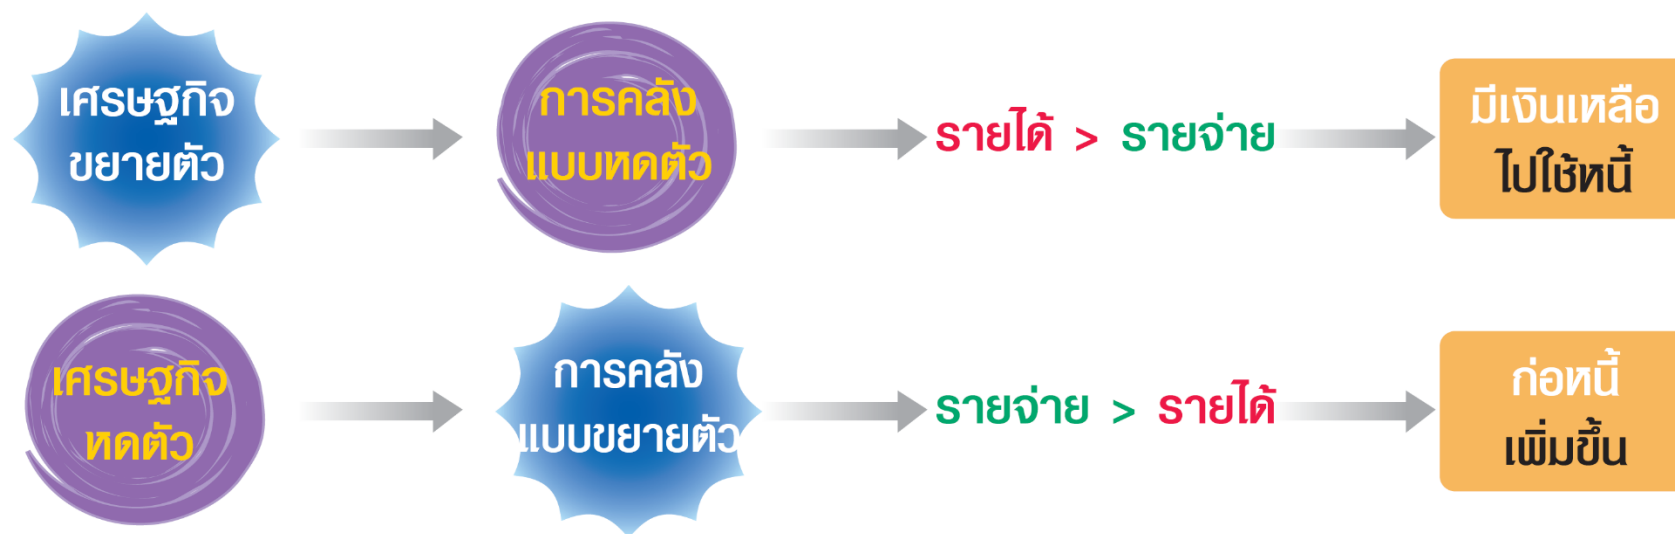 เศรษฐกิจ
ขยายตัว
การคลัง
แบบหดตัว
รายได้ > รายจ่าย
มีเงินเหลือ
ไปใช้หนี้
เศรษฐกิจ
หดตัว
การคลัง
แบบขยายตัว
รายจ่าย > รายได้
ก่อหนี้
เพิ่มขึ้น